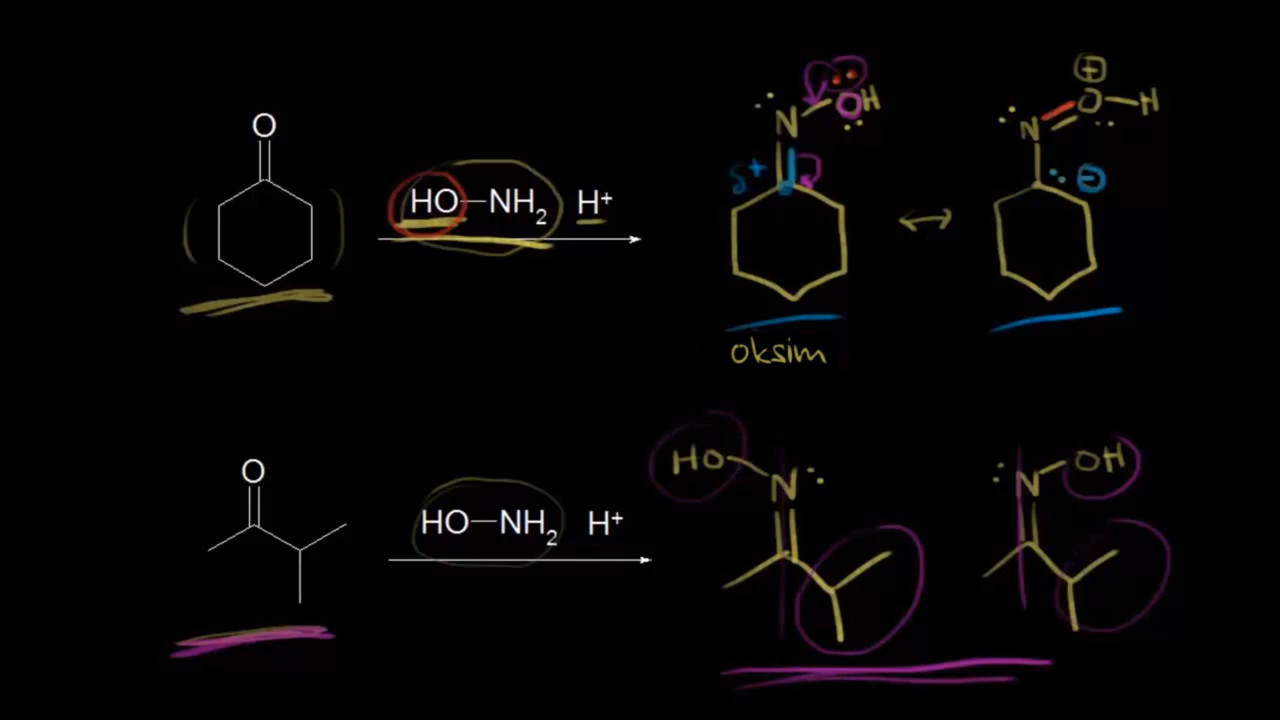 O
HO—NH₂ H⁺
N OH
δ+
N O—H
⊕
⊖
oksim
O
HO—NH₂ H⁺
HO N
N OH